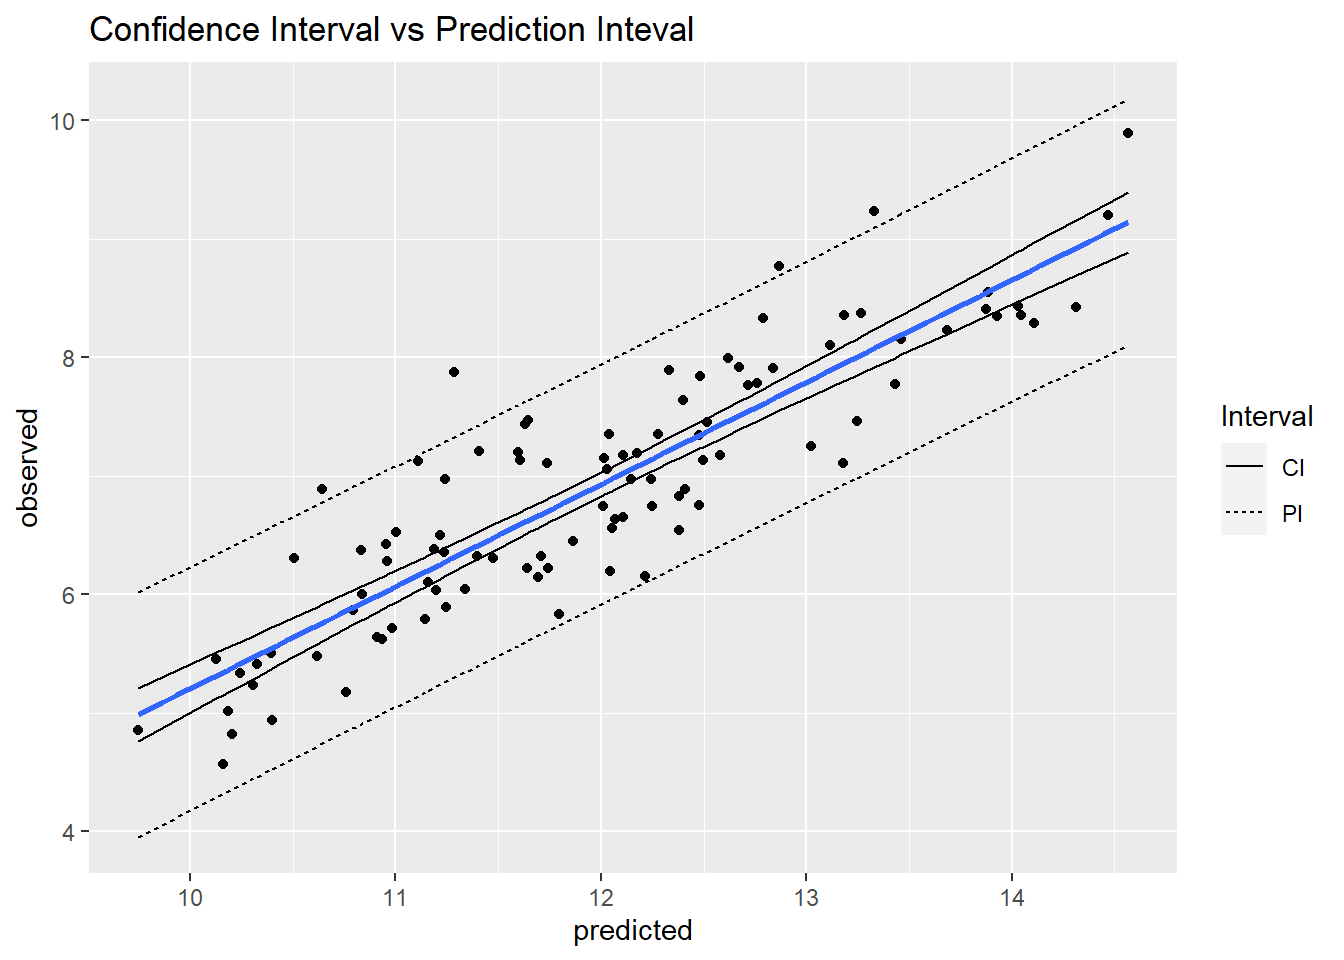 Confidence Interval vs Prediction Inteval
10
8
6
4
observed
10 11 12 13 14
predicted
Interval
CI
PI